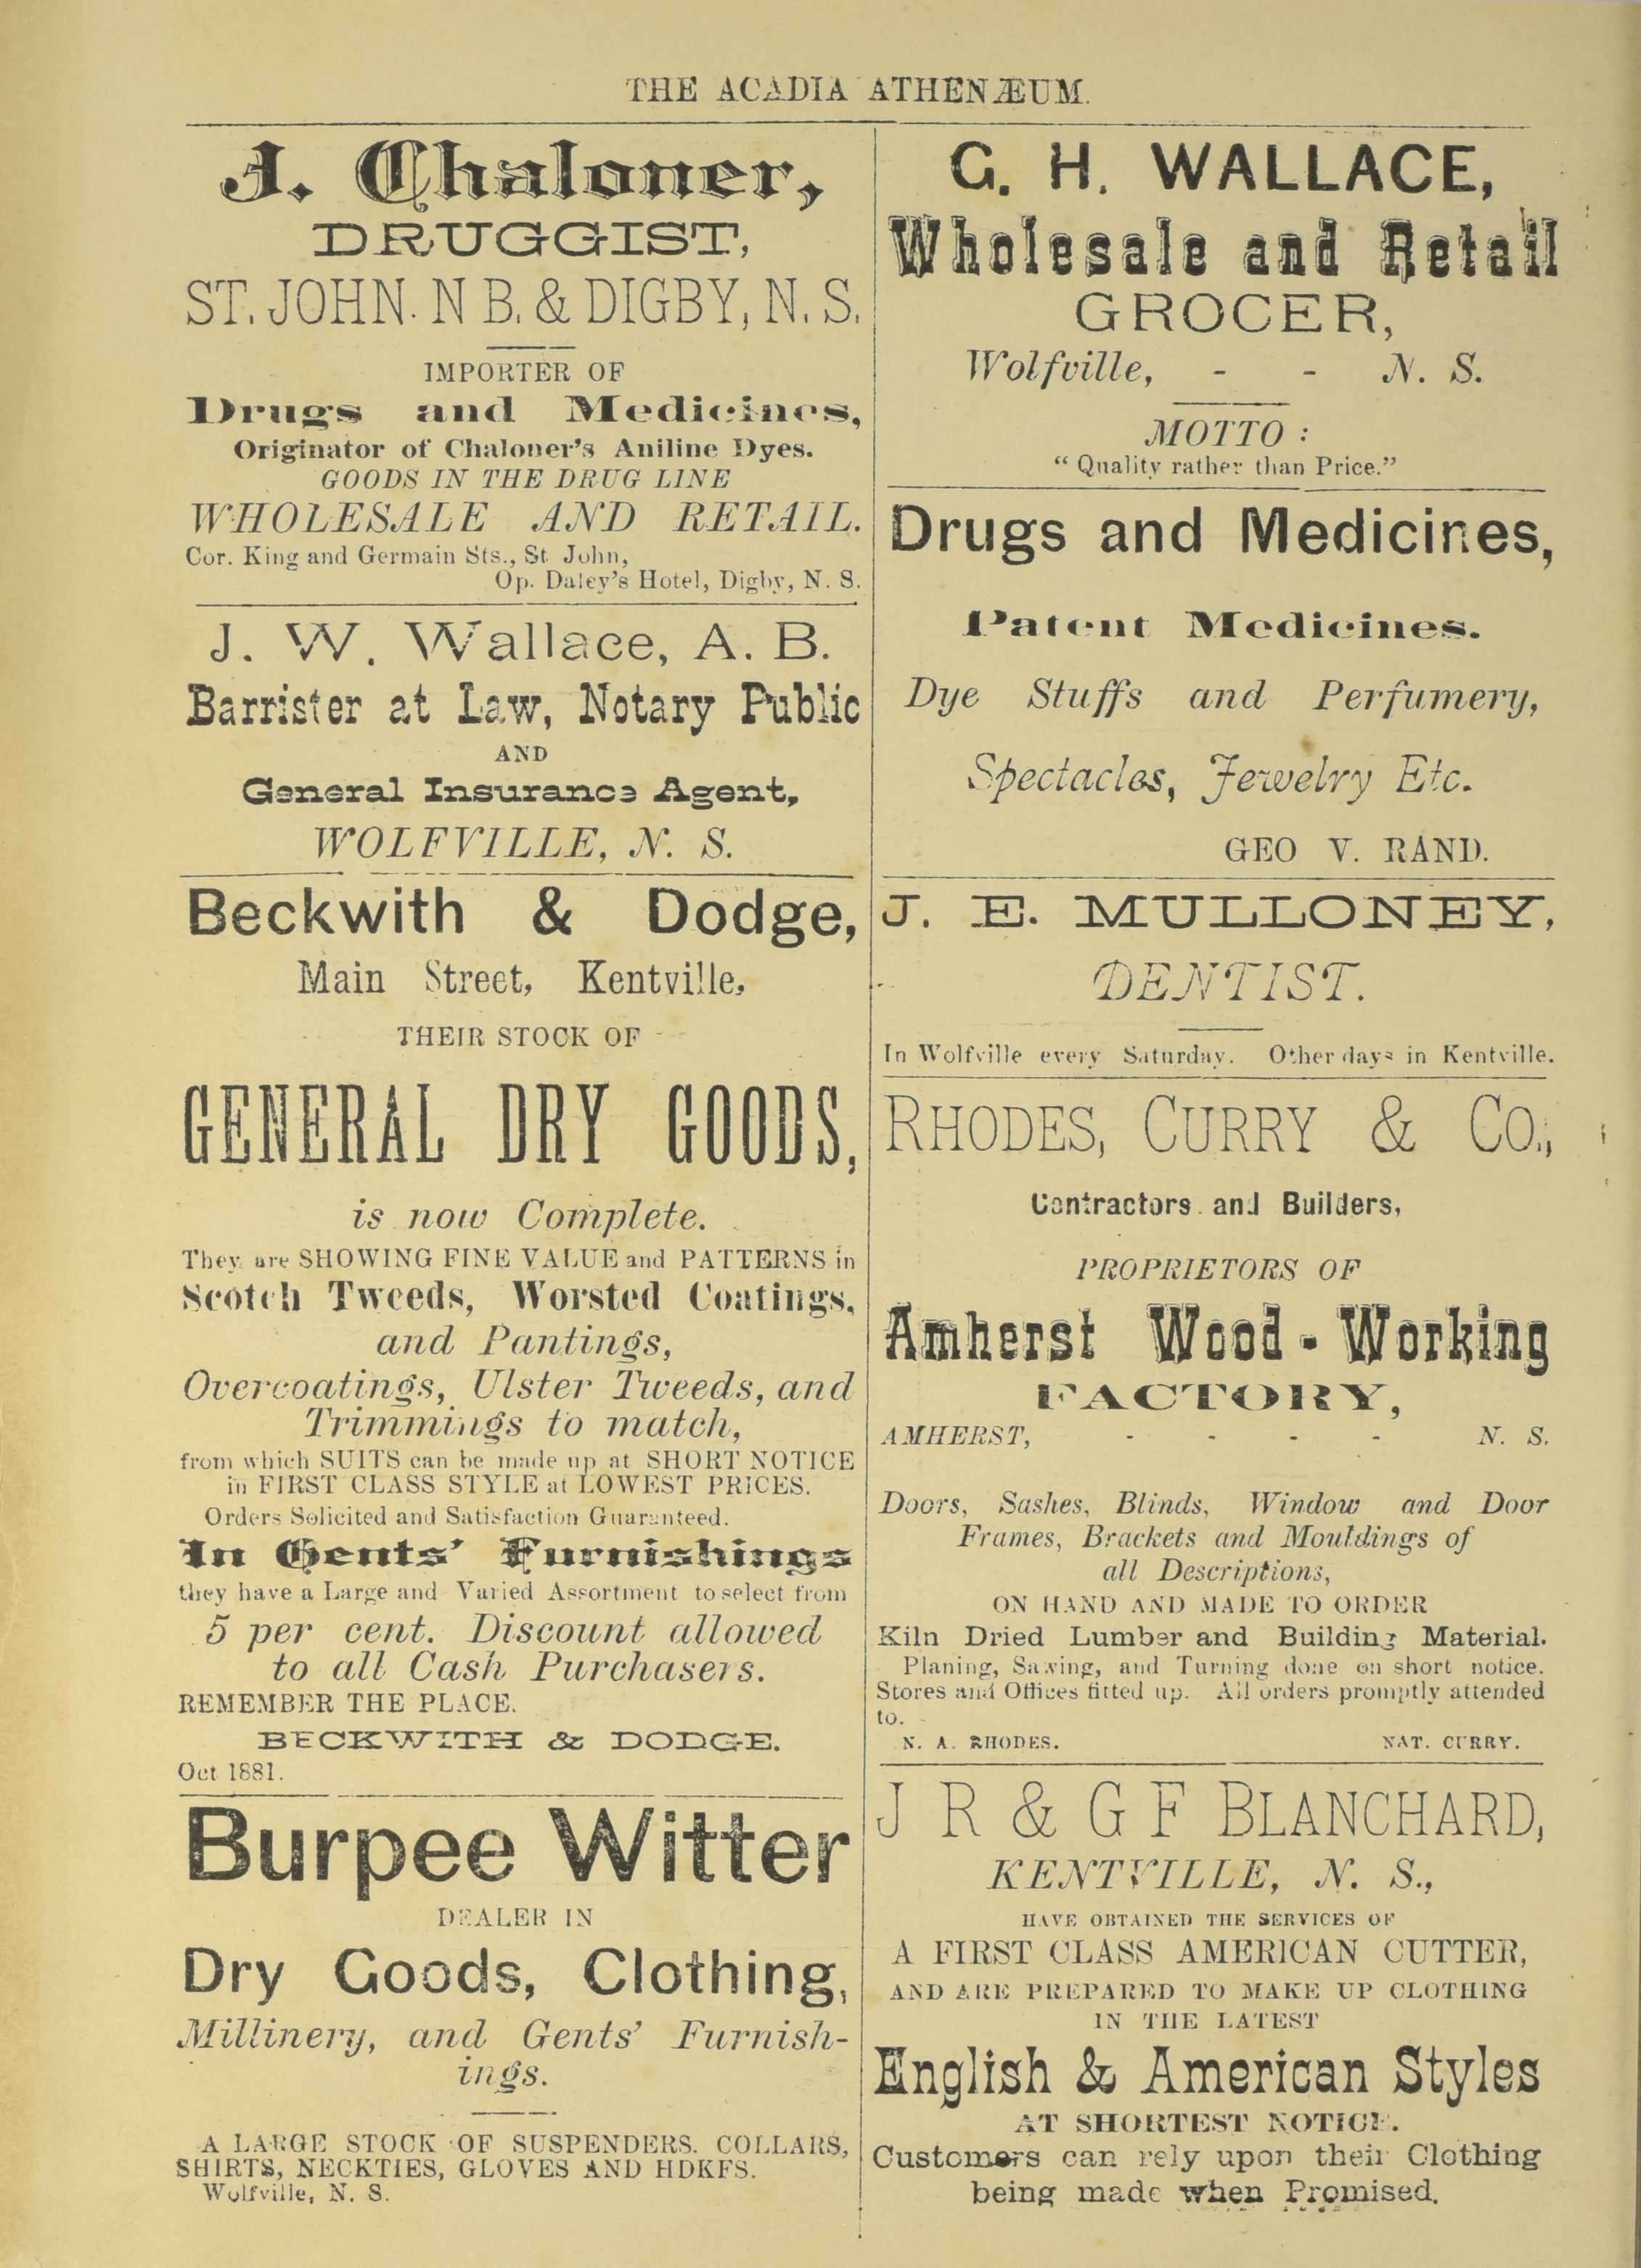 THE ACADIA ATHENÆUM.
J. Chaloner,
DRUGGIST,
ST. JOHN. N B. & DIGBY, N. S.
IMPORTER OF
Drugs and Medicines,
Originator of Chaloner's Aniline Dyes.
GOODS IN THE DRUG LINE
WHOLESALE AND RETAIL.
Cor. King and Germain Sts., St John,
Op. Daley's Hotel, Digby, N. S.
J. W. Wallace, A. B.
Barrister at Law, Notary Public
AND
General Insurance Agent,
WOLFVILLE, N. S.
Beckwith & Dodge,
Main Street, Kentville,
THEIR STOCK OF
GENERAL DRY GOODS,
is now Complete.
They are SHOWING FINE VALUE and PATTERNS in
Scotch Tweeds, Worsted Coatings,
and Pantings,
Overcoatings, Ulster Tweeds, and
Trimmings to match,
from which SUITS can be made up at SHORT NOTICE
in FIRST CLASS STYLE at LOWEST PRICES.
Orders Solicited and Satisfaction Guaranteed.
In Gents' Furnishings
they have a Large and Varied Assortment to select from
5 per cent. Discount allowed
to all Cash Purchasers.
REMEMBER THE PLACE.
BECKWITH & DODGE.
Oct 1881.
Burpee Witter
DEALER IN
Dry Goods, Clothing,
Millinery, and Gents' Furnish-
ings.
A LARGE STOCK OF SUSPENDERS. COLLARS,
SHIRTS, NECKTIES, GLOVES AND HDKFS.
Wolfville, N. S.
G. H. WALLACE,
Wholesale and Retail
GROCER,
Wolfville, - - N. S.
MOTTO :
"Quality rather than Price."
Drugs and Medicines,
Patent Medicines.
Dye Stuffs and Perfumery,
Spectacles, Jewelry Etc.
GEO V. RAND.
J. E. MULLONEY,
DENTIST.
In Wolfville every Saturday. Other days in Kentville.
RHODES, CURRY & CO.,
Contractors and Builders,
PROPRIETORS OF
Amherst Wood-Working
FACTORY,
AMHERST, - - - - N. S.
Doors, Sashes, Blinds, Window and Door
Frames, Brackets and Mouldings of
all Descriptions,
ON HAND AND MADE TO ORDER
Kiln Dried Lumber and Building Material.
Planing, Sawing, and Turning done on short notice.
Stores and Offices fitted up. All orders promptly attended
to.
N. A. RHODES. NAT. CURRY.
J R & G F BLANCHARD,
KENTVILLE, N. S.,
HAVE OBTAINED THE SERVICES OF
A FIRST CLASS AMERICAN CUTTER,
AND ARE PREPARED TO MAKE UP CLOTHING
IN THE LATEST
English & American Styles
AT SHORTEST NOTICE.
Customers can rely upon their Clothing
being made when Promised.